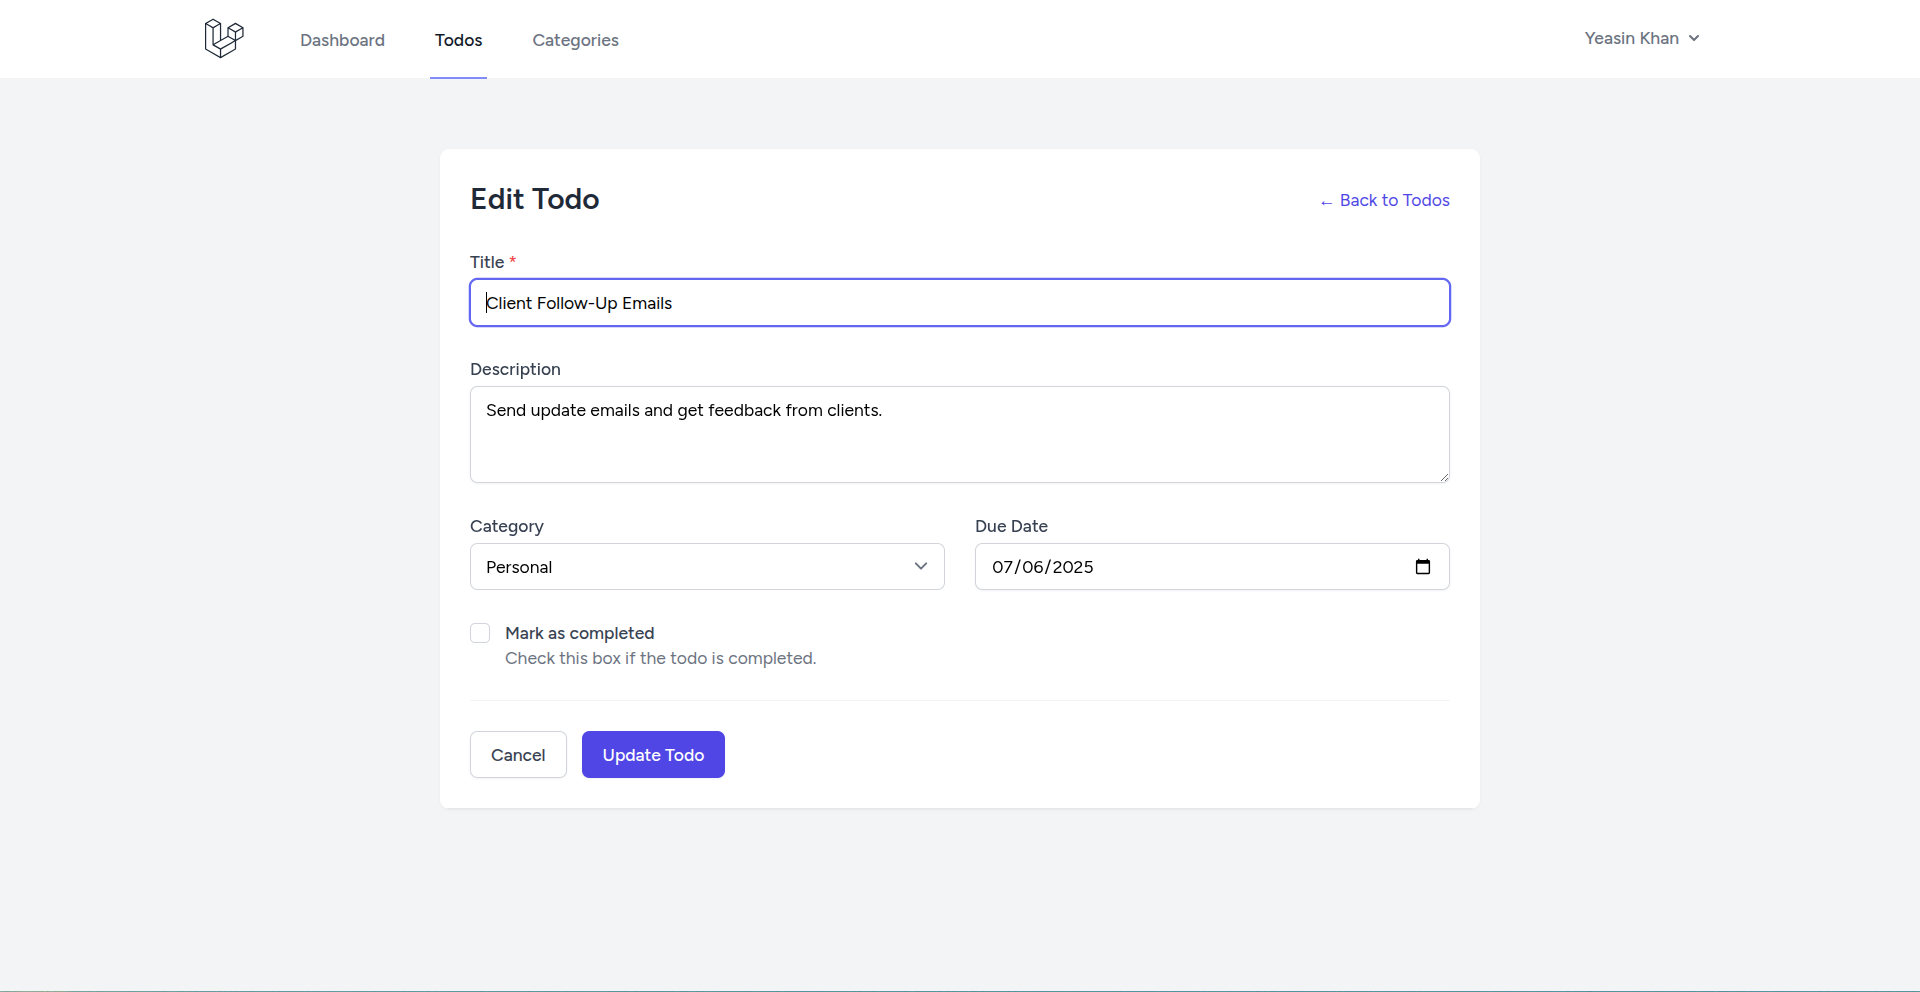 Dashboard
Todos
Categories
Yeasin Khan
Edit Todo
← Back to Todos
Title *
Client Follow-Up Emails
Description
Send update emails and get feedback from clients.
Category
Due Date
Personal
07/06/2025
Mark as completed
Check this box if the todo is completed.
Cancel
Update Todo